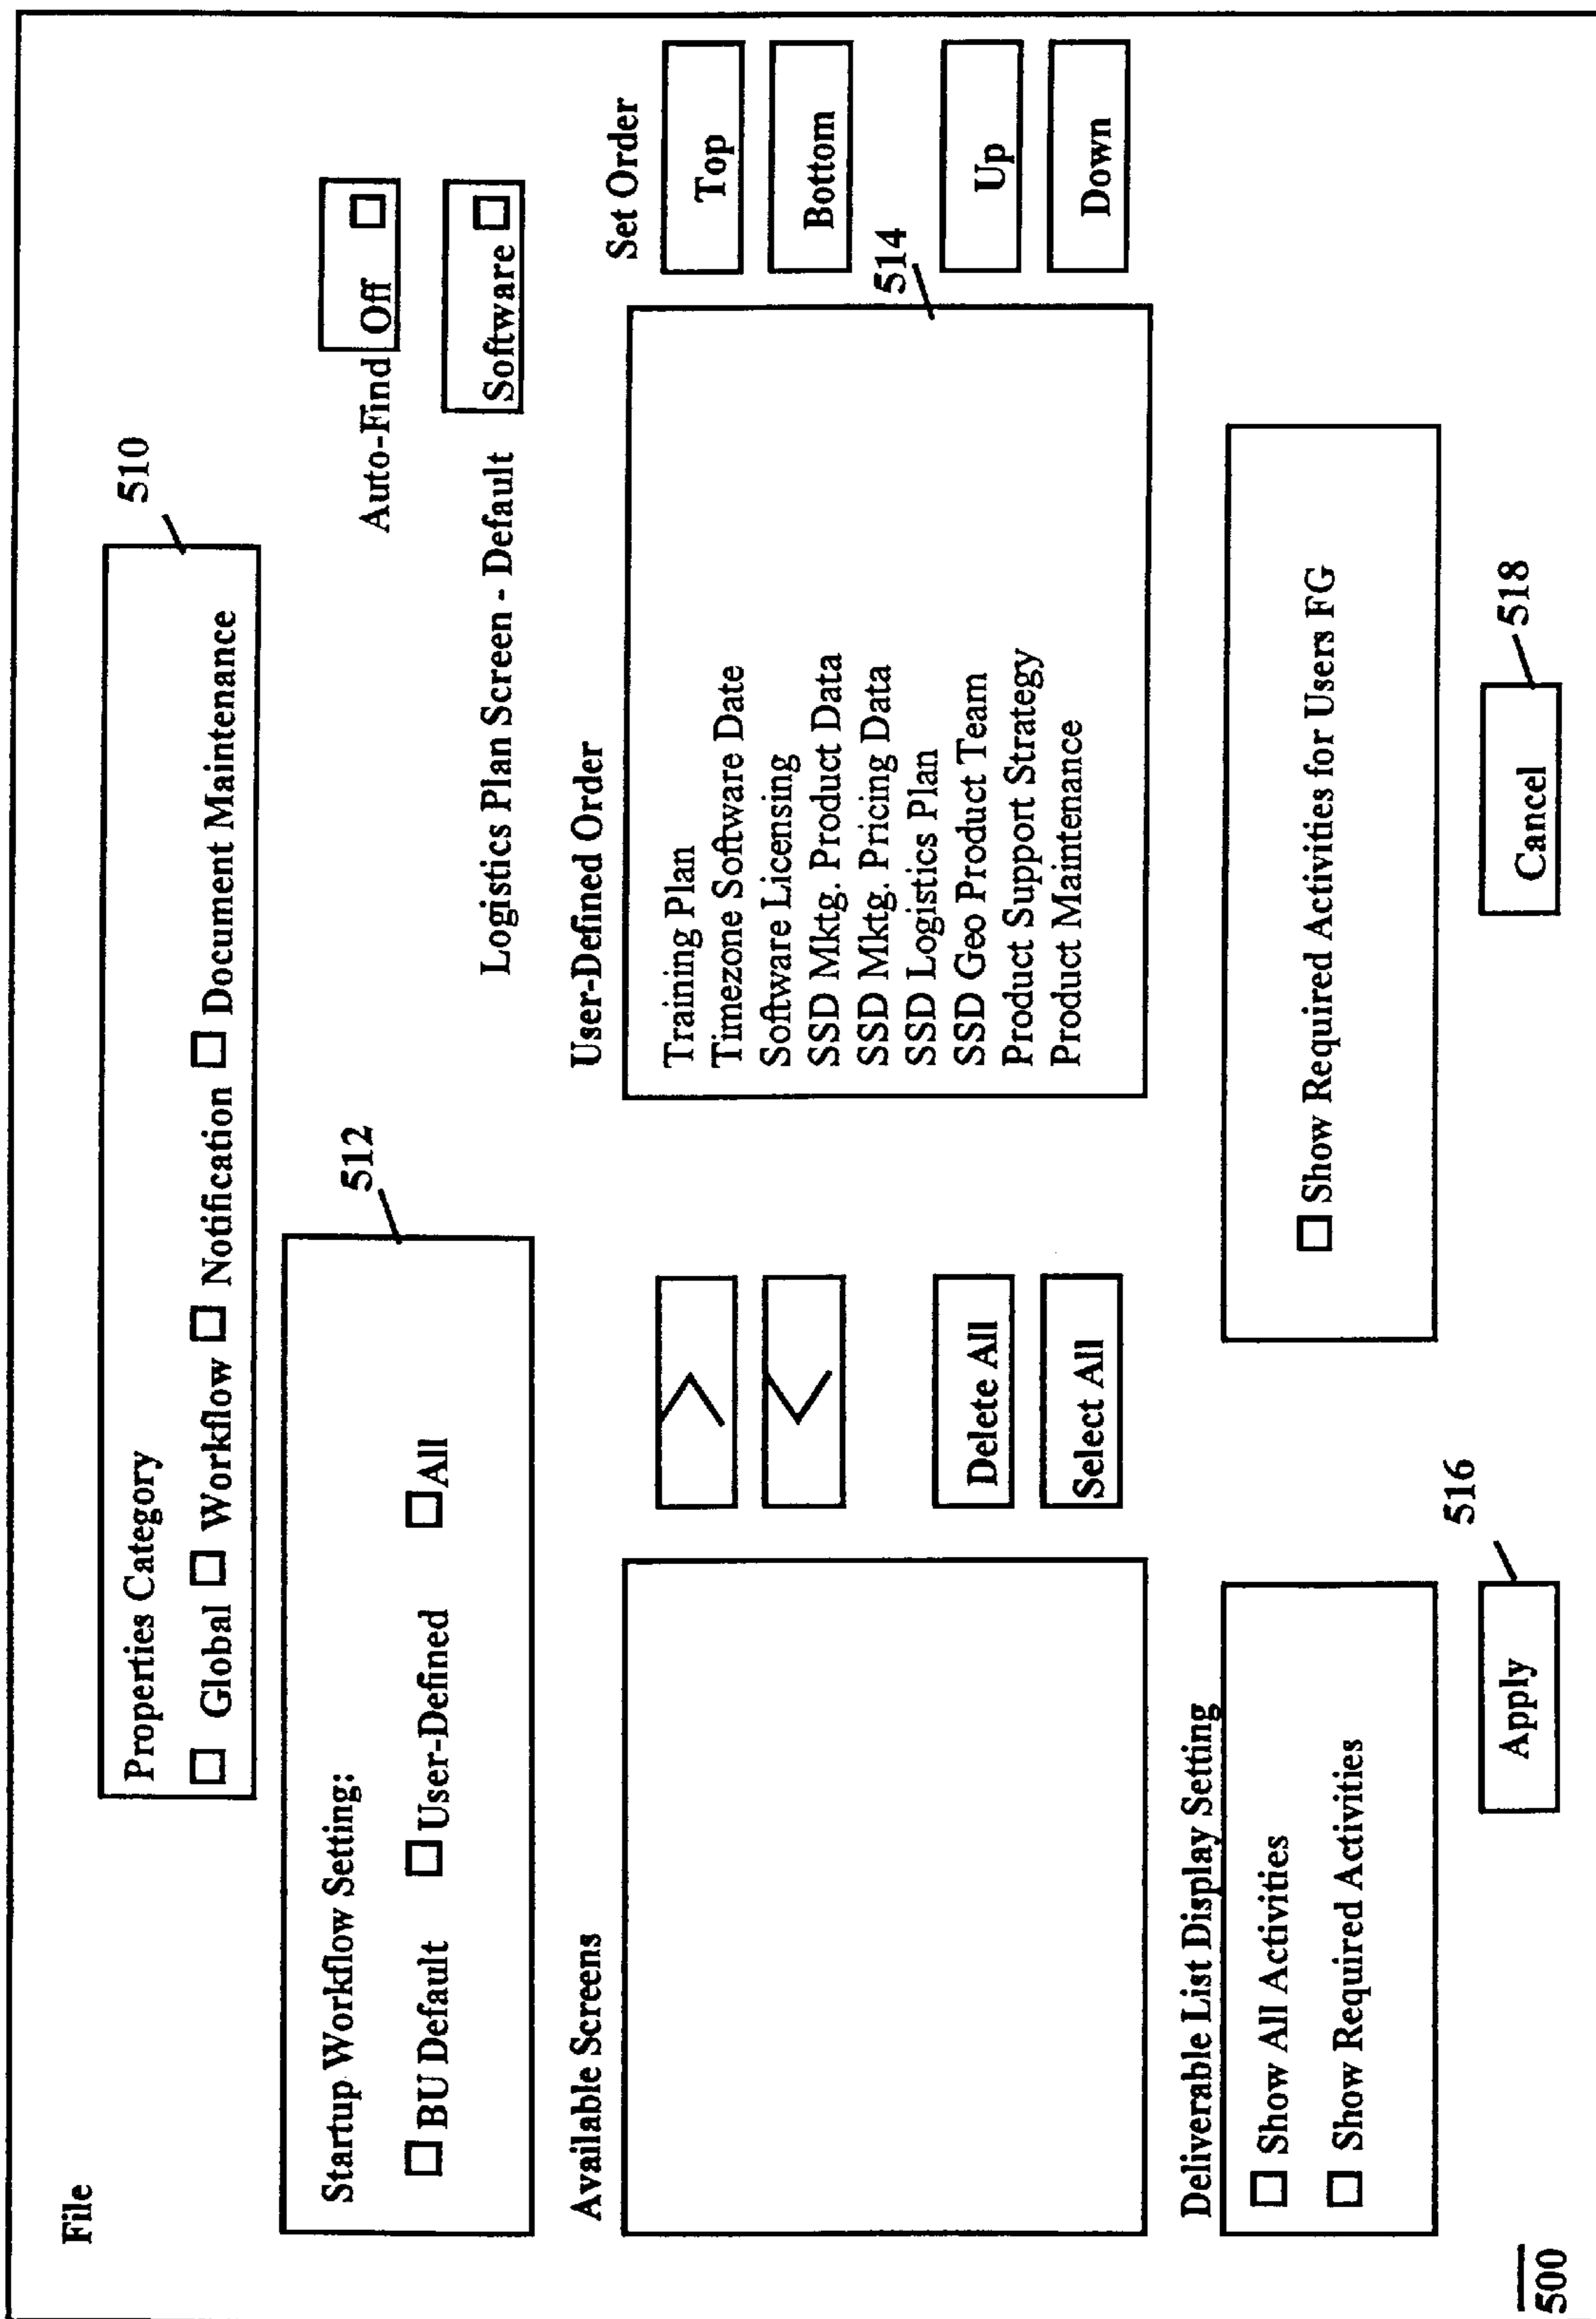 File
Properties Category
Global Workflow Notification Document Maintenance
510
Startup Workflow Setting:
BU Default User-Defined All
512
Auto-Find Off
Logistics Plan Screen - Default Software
Available Screens
User-Defined Order
Set Order
Delete All
Select All
Training Plan
Timezone Software Date
Software Licensing
SSD Mktg. Product Data
SSD Mktg. Pricing Data
SSD Logistics Plan
SSD Geo Product Team
Product Support Strategy
Product Maintenance
514
Top
Bottom
Up
Down
Deliverable List Display Setting
Show All Activities
Show Required Activities
Show Required Activities for Users FG
Apply
516
Cancel
518
500